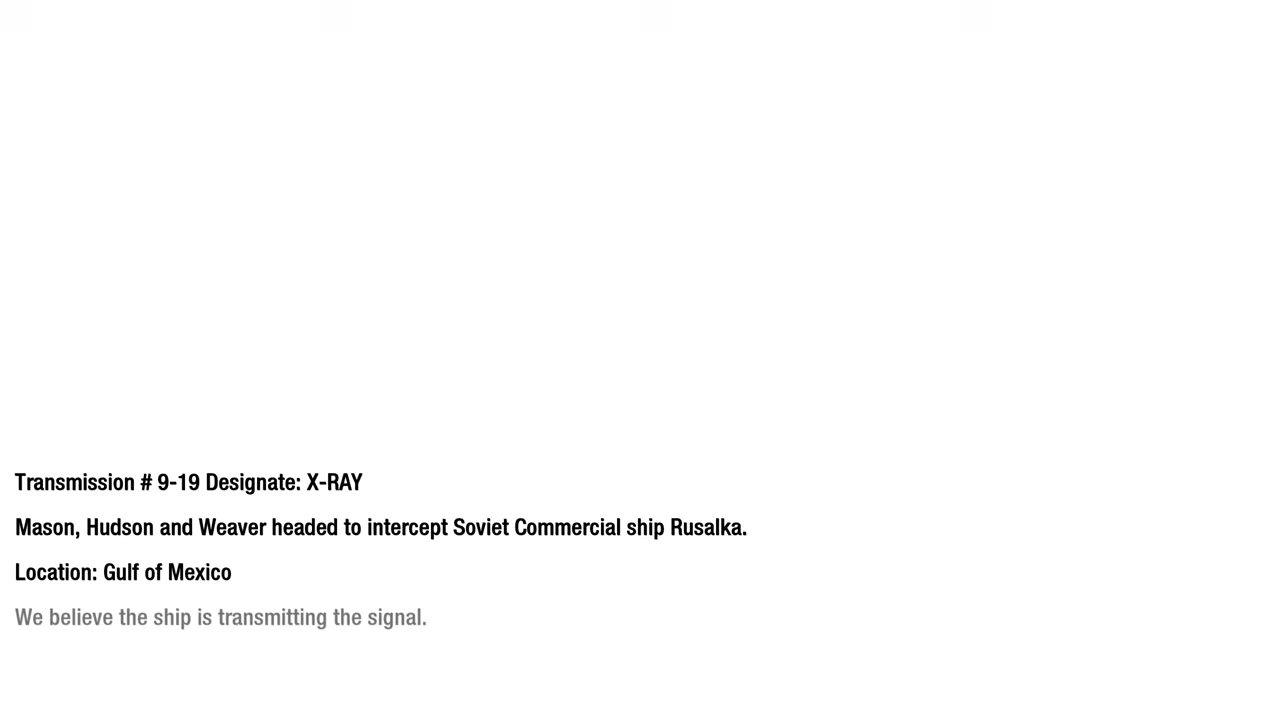 Transmission # 9-19 Designate: X-RAY
Mason, Hudson and Weaver headed to intercept Soviet Commercial ship Rusalka.
Location: Gulf of Mexico
We believe the ship is transmitting the signal.